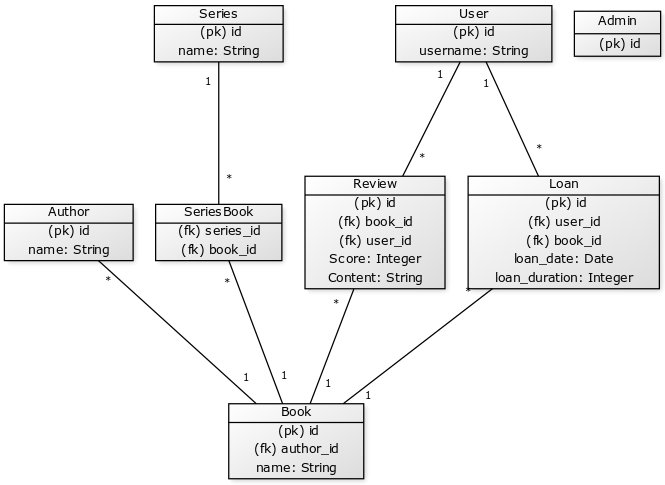 Series
(pk) id
name: String
User
(pk) id
username: String
Admin
(pk) id
1
1
1
*
*
*
Author
(pk) id
name: String
SeriesBook
(fk) series_id
(fk) book_id
Review
(pk) id
(fk) book_id
(fk) user_id
Score: Integer
Content: String
Loan
(pk) id
(fk) user_id
(fk) book_id
loan_date: Date
loan_duration: Integer
*
*
*
*
1
1
1
1
Book
(pk) id
(fk) author_id
name: String